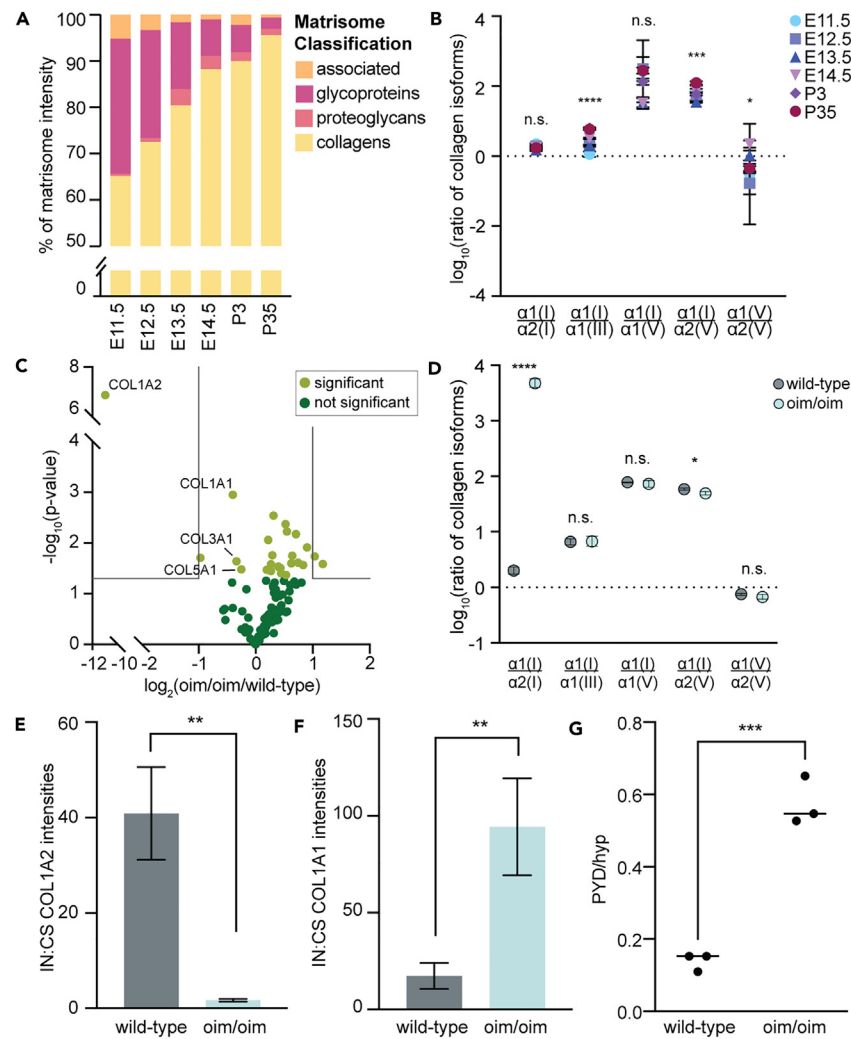 A
Matrisome
Classification
associated
glycoproteins
proteoglycans
collagens
% of matrisome intensity
100
90
80
70
60
50
0
E11.5
E12.5
E13.5
E14.5
P3
P35
B
log10(ratio of collagen isoforms)
4
2
0
-2
-4
n.s.
****
n.s.
***
*
E11.5
E12.5
E13.5
E14.5
P3
P35
α1(I) α1(I) α1(I) α1(I) α1(V)
α2(I) α1(III) α1(V) α2(V) α2(V)
C
-log10(p-value)
8
6
4
3
2
1
0
COL1A2
significant
not significant
COL1A1
COL3A1
COL5A1
-12 -10 -2 -1 0 1 2
log2(oim/oim/wild-type)
D
log10(ratio of collagen isoforms)
4
3
2
1
0
-1
****
n.s.
n.s.
*
n.s.
wild-type
oim/oim
α1(I) α1(I) α1(I) α1(I) α1(V)
α2(I) α1(III) α1(V) α2(V) α2(V)
E
IN:CS COL1A2 intensities
60
40
20
0
**
wild-type oim/oim
F
IN:CS COL1A1 intensities
150
100
50
0
**
wild-type oim/oim
G
PYD/hyp
0.8
0.6
0.4
0.2
0.0
***
wild-type oim/oim